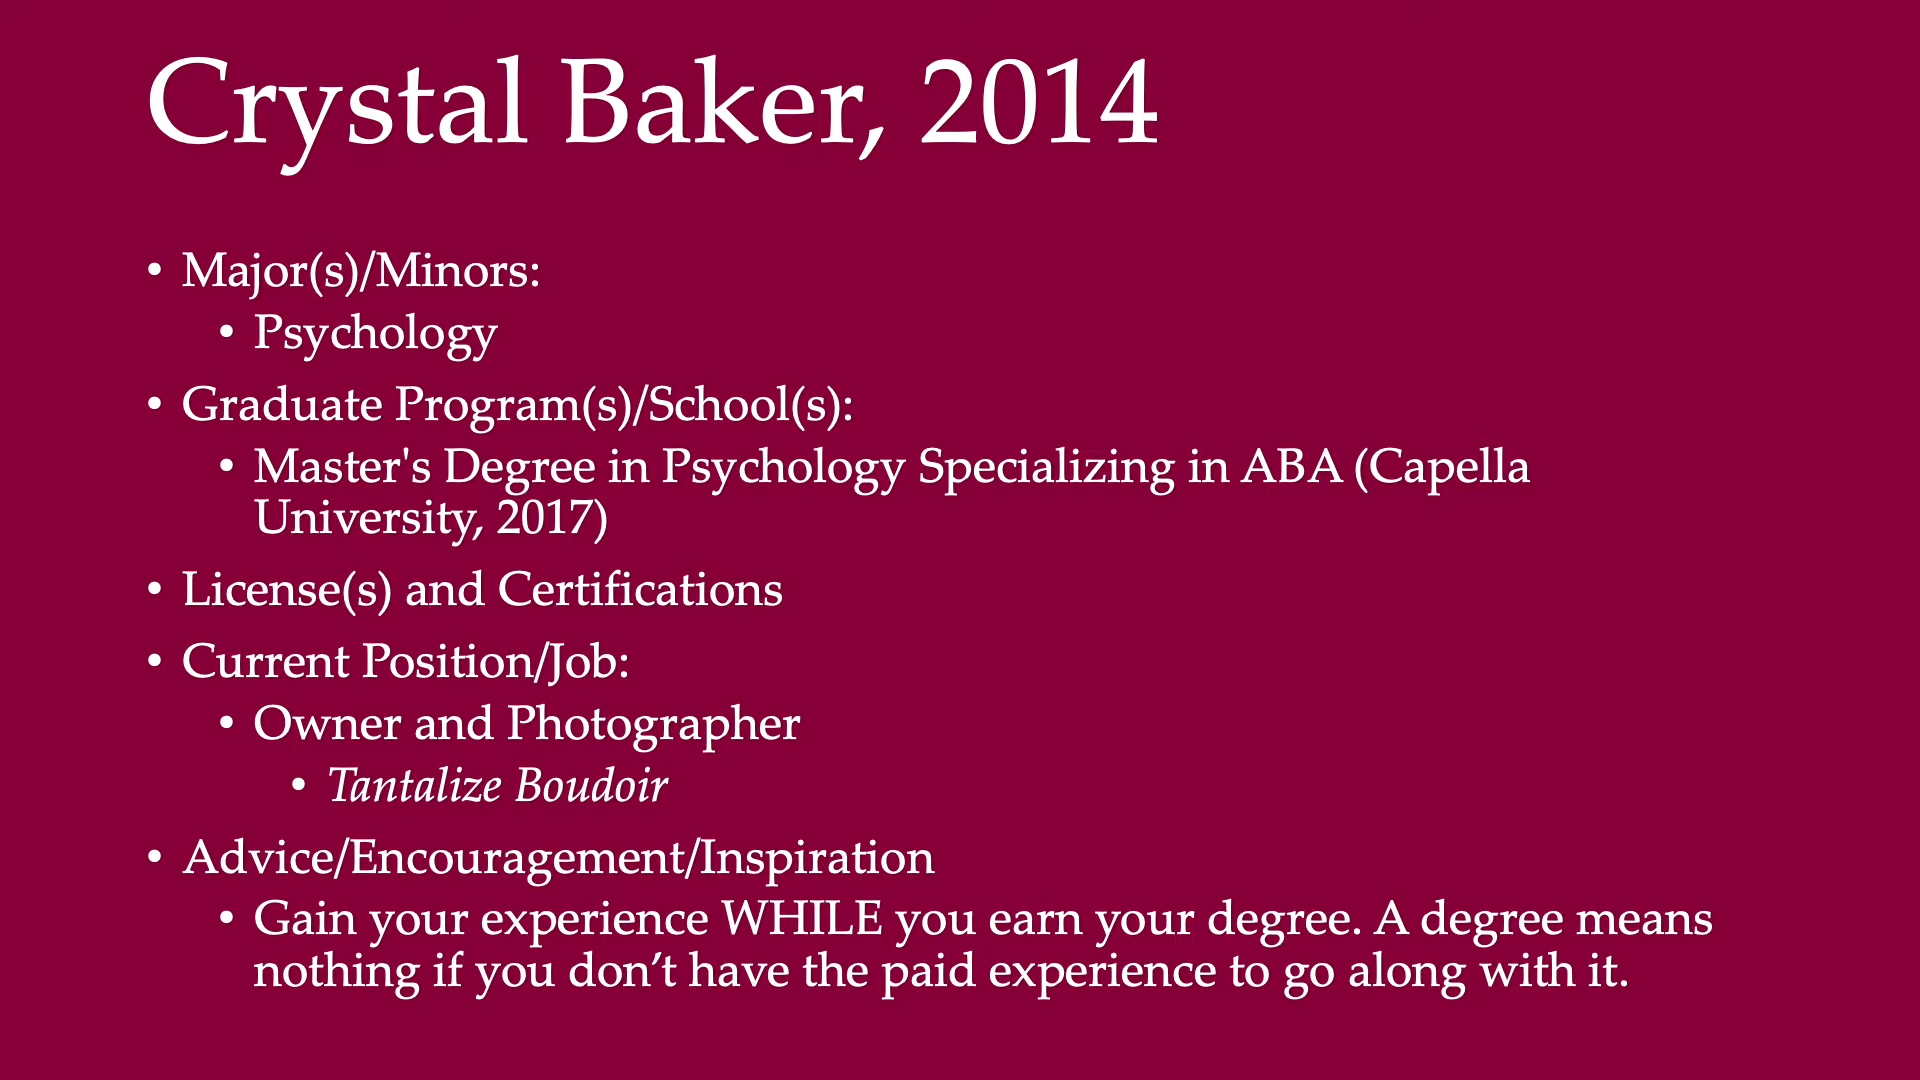 Crystal Baker, 2014
• Major(s)/Minors:
• Psychology
• Graduate Program(s)/School(s):
• Master's Degree in Psychology Specializing in ABA (Capella
University, 2017)
• License(s) and Certifications
• Current Position/Job:
• Owner and Photographer
• Tantalize Boudoir
• Advice/Encouragement/Inspiration
• Gain your experience WHILE you earn your degree. A degree means
nothing if you don’t have the paid experience to go along with it.